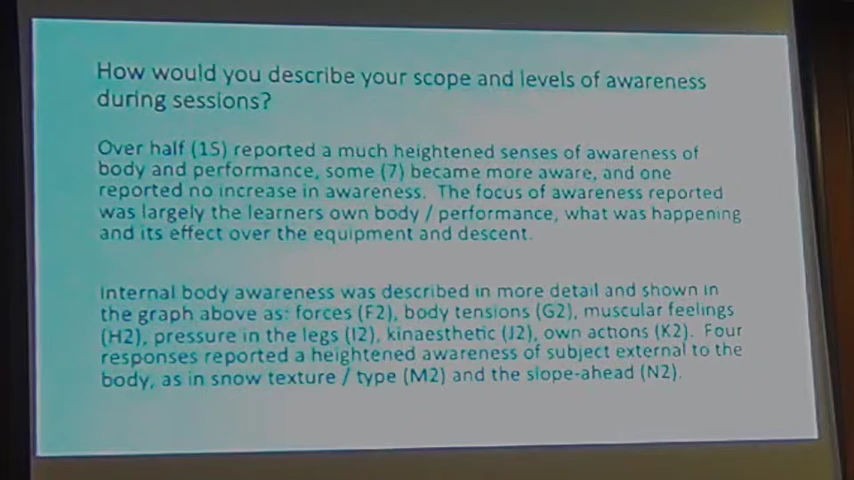 How would you describe your scope and levels of awareness
during sessions?
Over half (15) reported a much heightened senses of awareness of
body and performance, some (7) became more aware, and one
reported no increase in awareness. The focus of awareness reported
was largely the learners own body / performance, what was happening
and its effect over the equipment and descent.
Internal body awareness was described in more detail and shown in
the graph above as: forces (F2), body tensions (G2), muscular feelings
(H2), pressure in the legs (I2), kinaesthetic (J2), own actions (K2). Four
responses reported a heightened awareness of subject external to the
body, as in snow texture / type (M2) and the slope-ahead (N2).